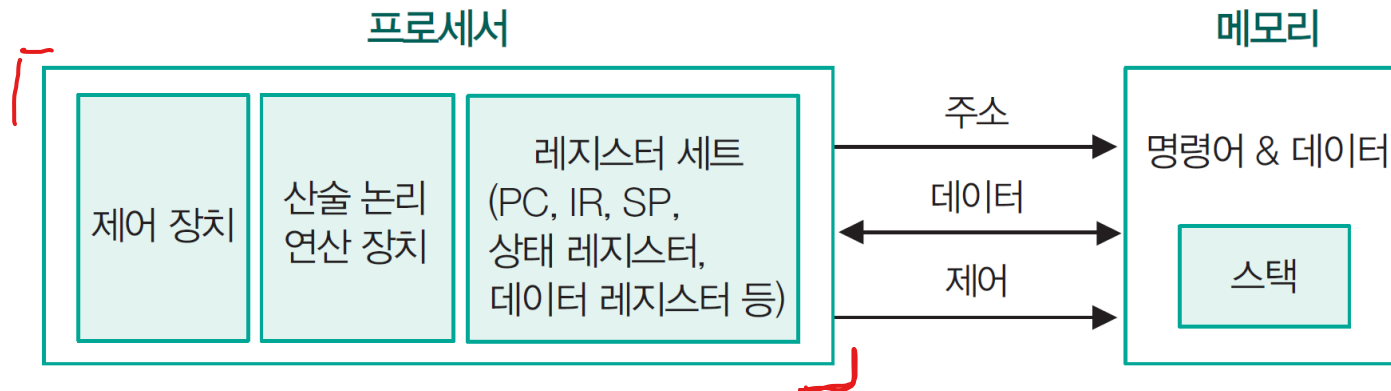 프로세서
메모리
제어 장치
산술 논리
연산 장치
레지스터 세트
(PC, IR, SP,
상태 레지스터,
데이터 레지스터 등)
주소
데이터
제어
명령어 & 데이터
스택